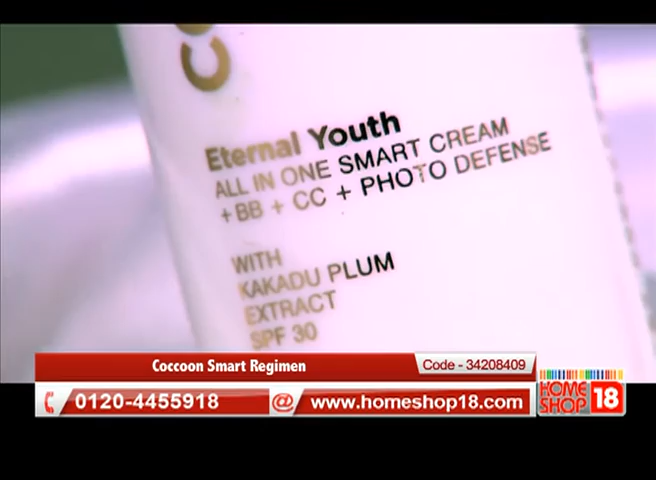 co
Eternal Youth
ALL IN ONE SMART CREAM
+BB + CC + PHOTO DEFENSE
WITH
KAKADU PLUM
EXTRACT
SPF 30
Coccoon Smart Regimen
Code - 34208409
0120-4455918
@ www.homeshop18.com
HOME
SHOP 18